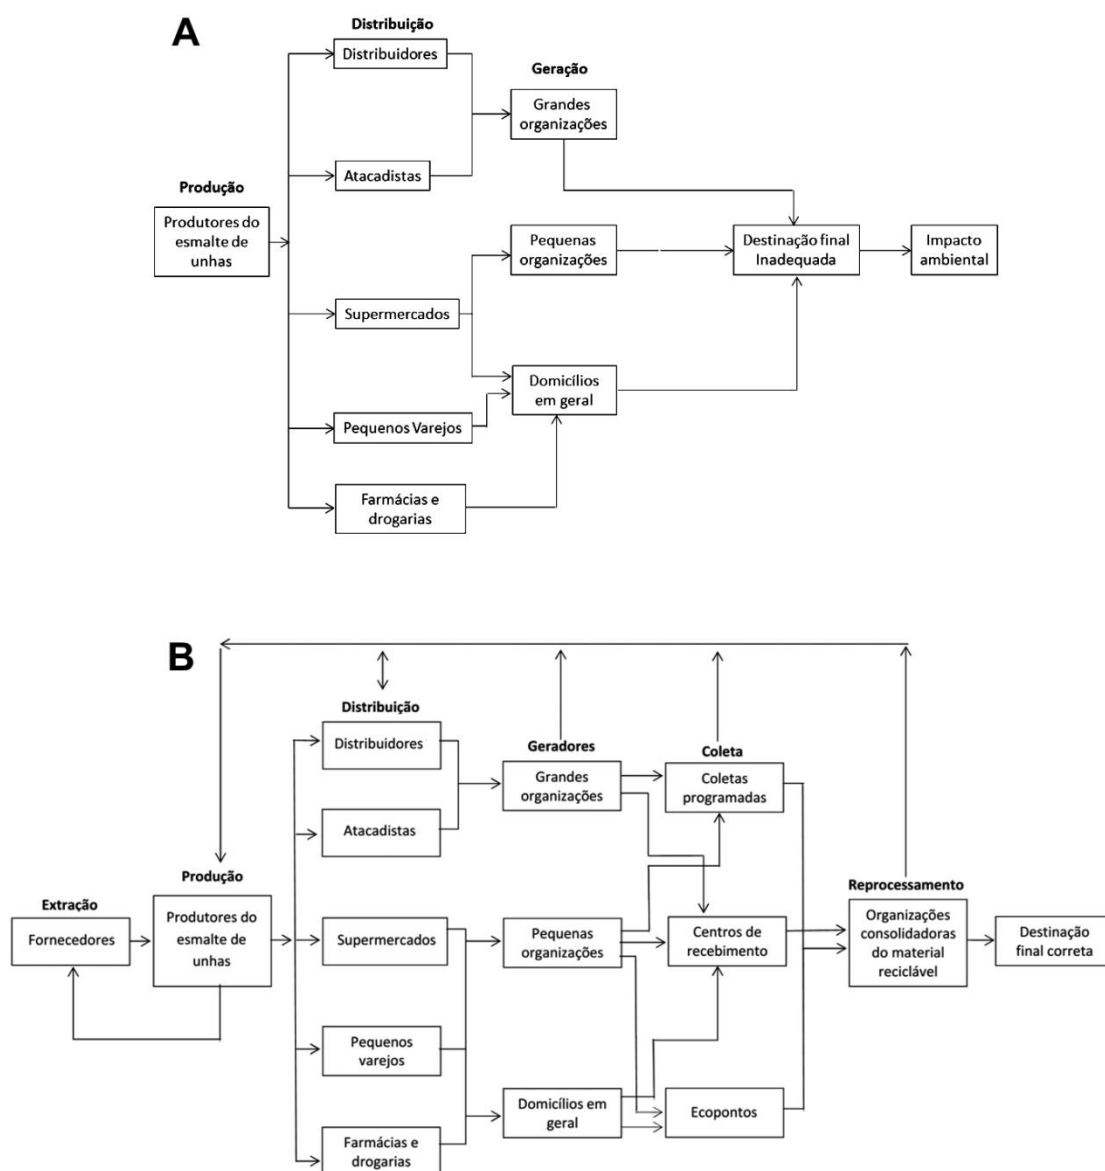 A
Distribuição
Distribuidores
Geração
Grandes
organizações
Atacadistas
Produção
Produtores do
esmalte de
unhas
Pequenas
organizações
Destinação final
Inadequada
Impacto
ambiental
Supermercados
Domicílios
em geral
Pequenos Varejos
Farmácias e
drogarias
B
Distribuição
Distribuidores
Geradores
Grandes
organizações
Coleta
Coletas
programadas
Atacadistas
Produção
Produtores do
esmalte de
unhas
Extração
Fornecedores
Supermercados
Pequenas
organizações
Centros de
recebimento
Reprocessamento
Organizações
consolidadoras
do material
reciclável
Destinação
final correta
Pequenos
varejos
Domicílios em
geral
Ecopontos
Farmácias e
drogarias